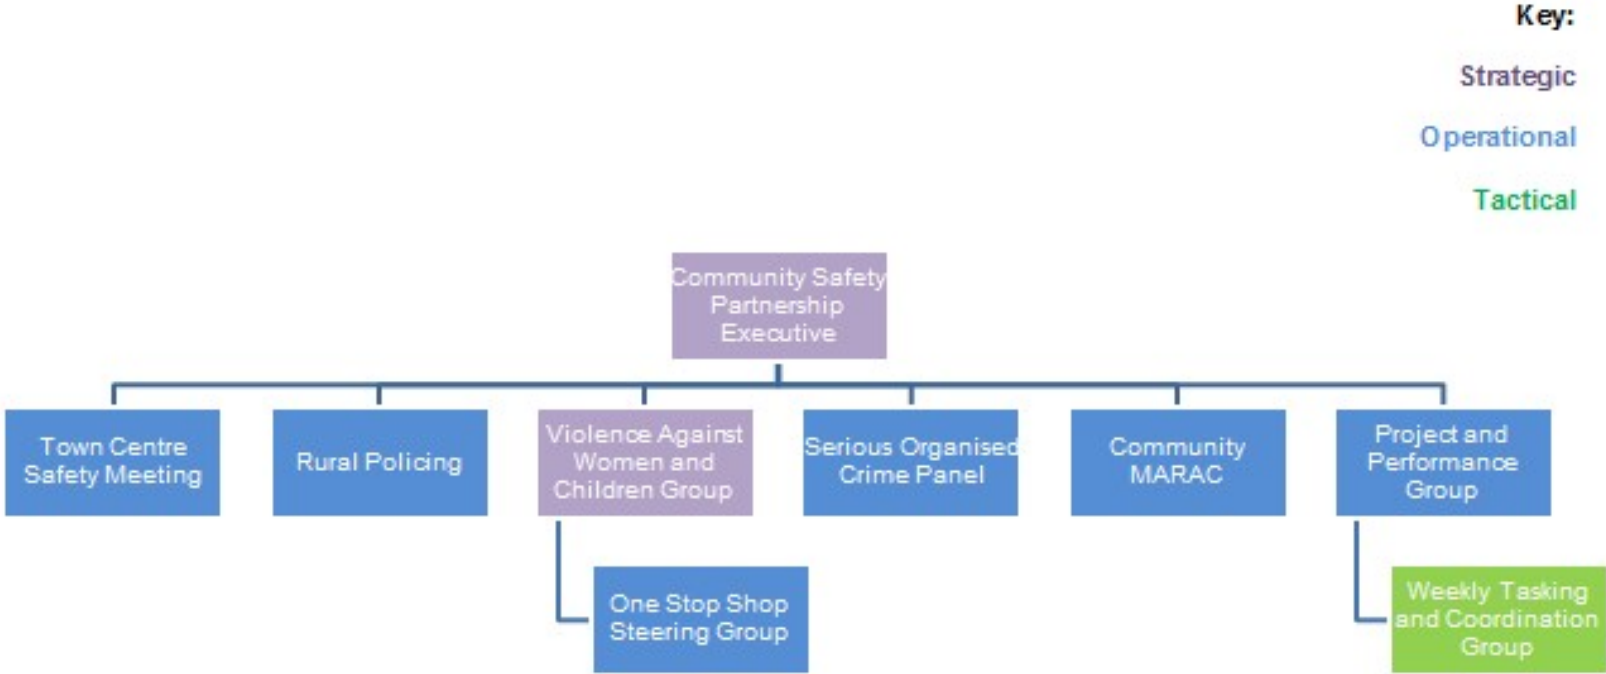 Key:
Strategic
Operational
Tactical
Community Safety
Partnership
Executive
Town Centre
Safety Meeting
Rural Policing
Violence Against
Women and
Children Group
Serious Organised
Crime Panel
Community
MARAC
Project and
Performance
Group
One Stop Shop
Steering Group
Weekly Tasking
and Coordination
Group